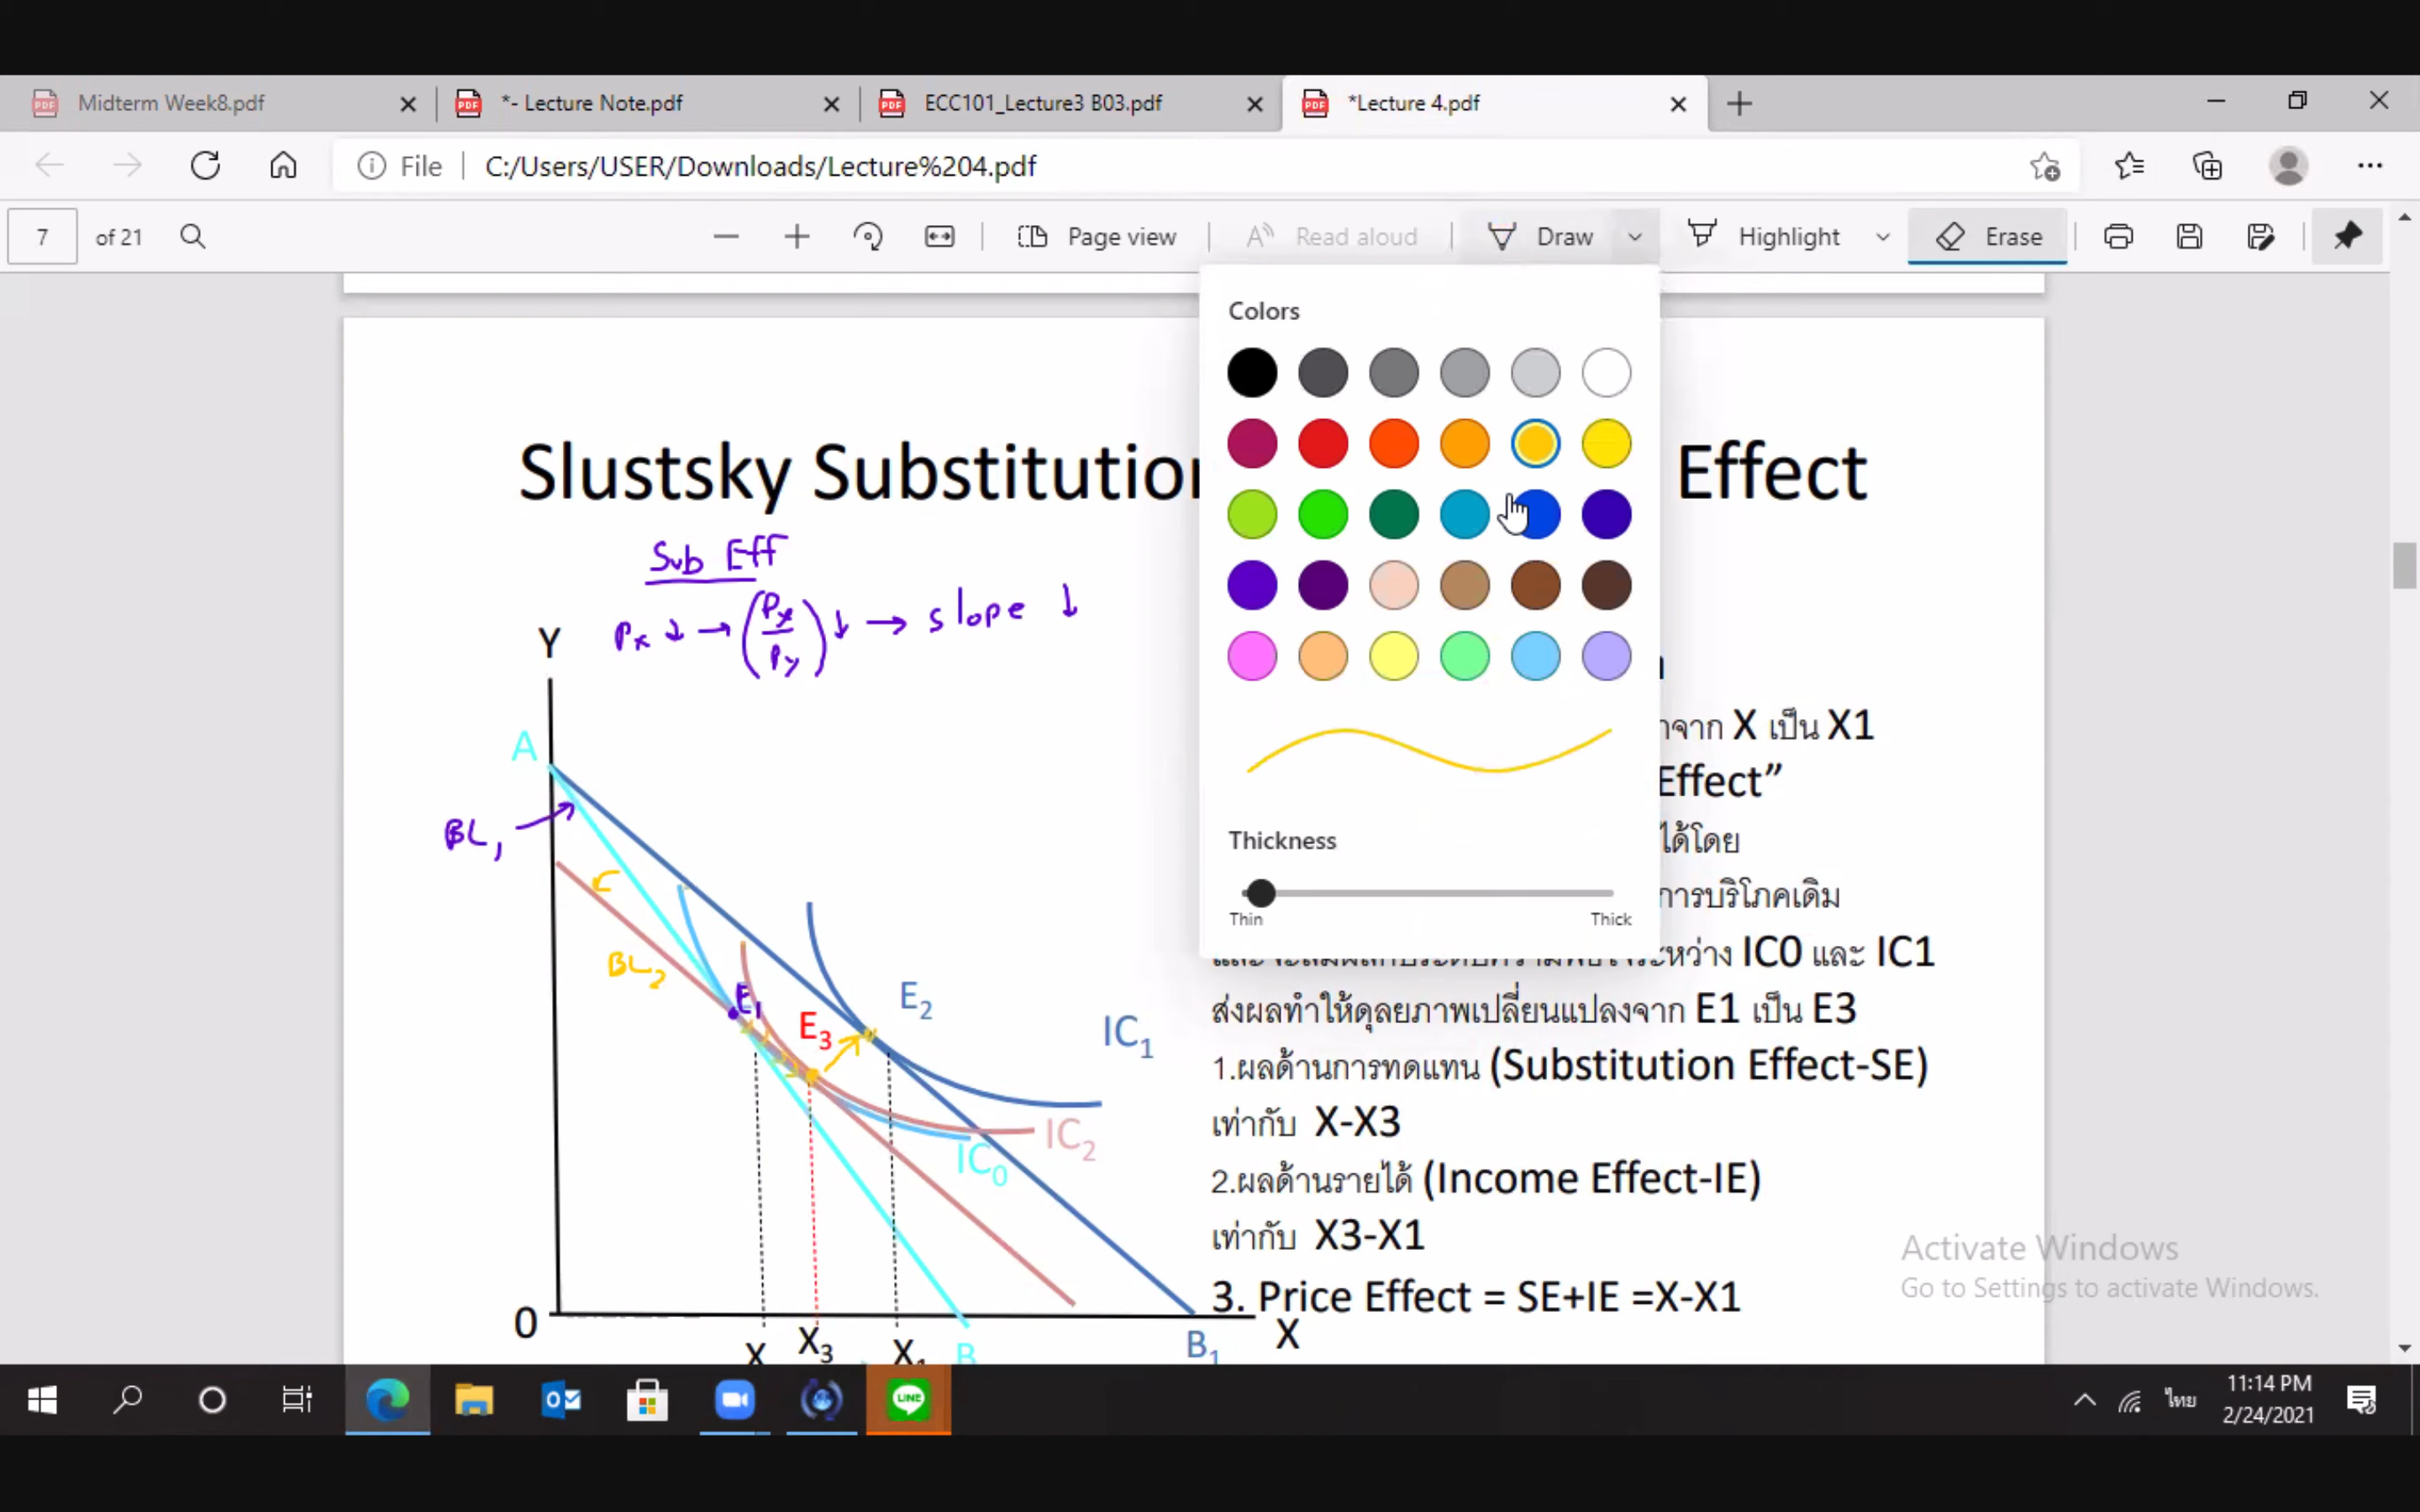 Midterm Week8.pdf
*- Lecture Note.pdf
ECC101_Lecture3 B03.pdf
*Lecture 4.pdf
File
C:/Users/USER/Downloads/Lecture%204.pdf
7 of 21
Page view
Read aloud
Draw
Highlight
Erase
Colors
Thickness
Thin
Thick
Slustsky Substitution
Effect
Sub Eff
Px ↓ → (Px/Py) ↓ → slope ↓
Y
A
BL1
BL2
E1
E3
E2
IC1
IC2
IC0
0
X
X3
X1
B
B1
X
จาก X เป็น X1
Effect”
ได้โดย
การบริโภคเดิม
ระหว่าง IC0 และ IC1
ส่งผลทำให้ดุลยภาพเปลี่ยนแปลงจาก E1 เป็น E3
1.ผลด้านการทดแทน (Substitution Effect-SE)
เท่ากับ X-X3
2.ผลด้านรายได้ (Income Effect-IE)
เท่ากับ X3-X1
3. Price Effect = SE+IE =X-X1
Activate Windows
Go to Settings to activate Windows.
LINE
ไทย
11:14 PM
2/24/2021